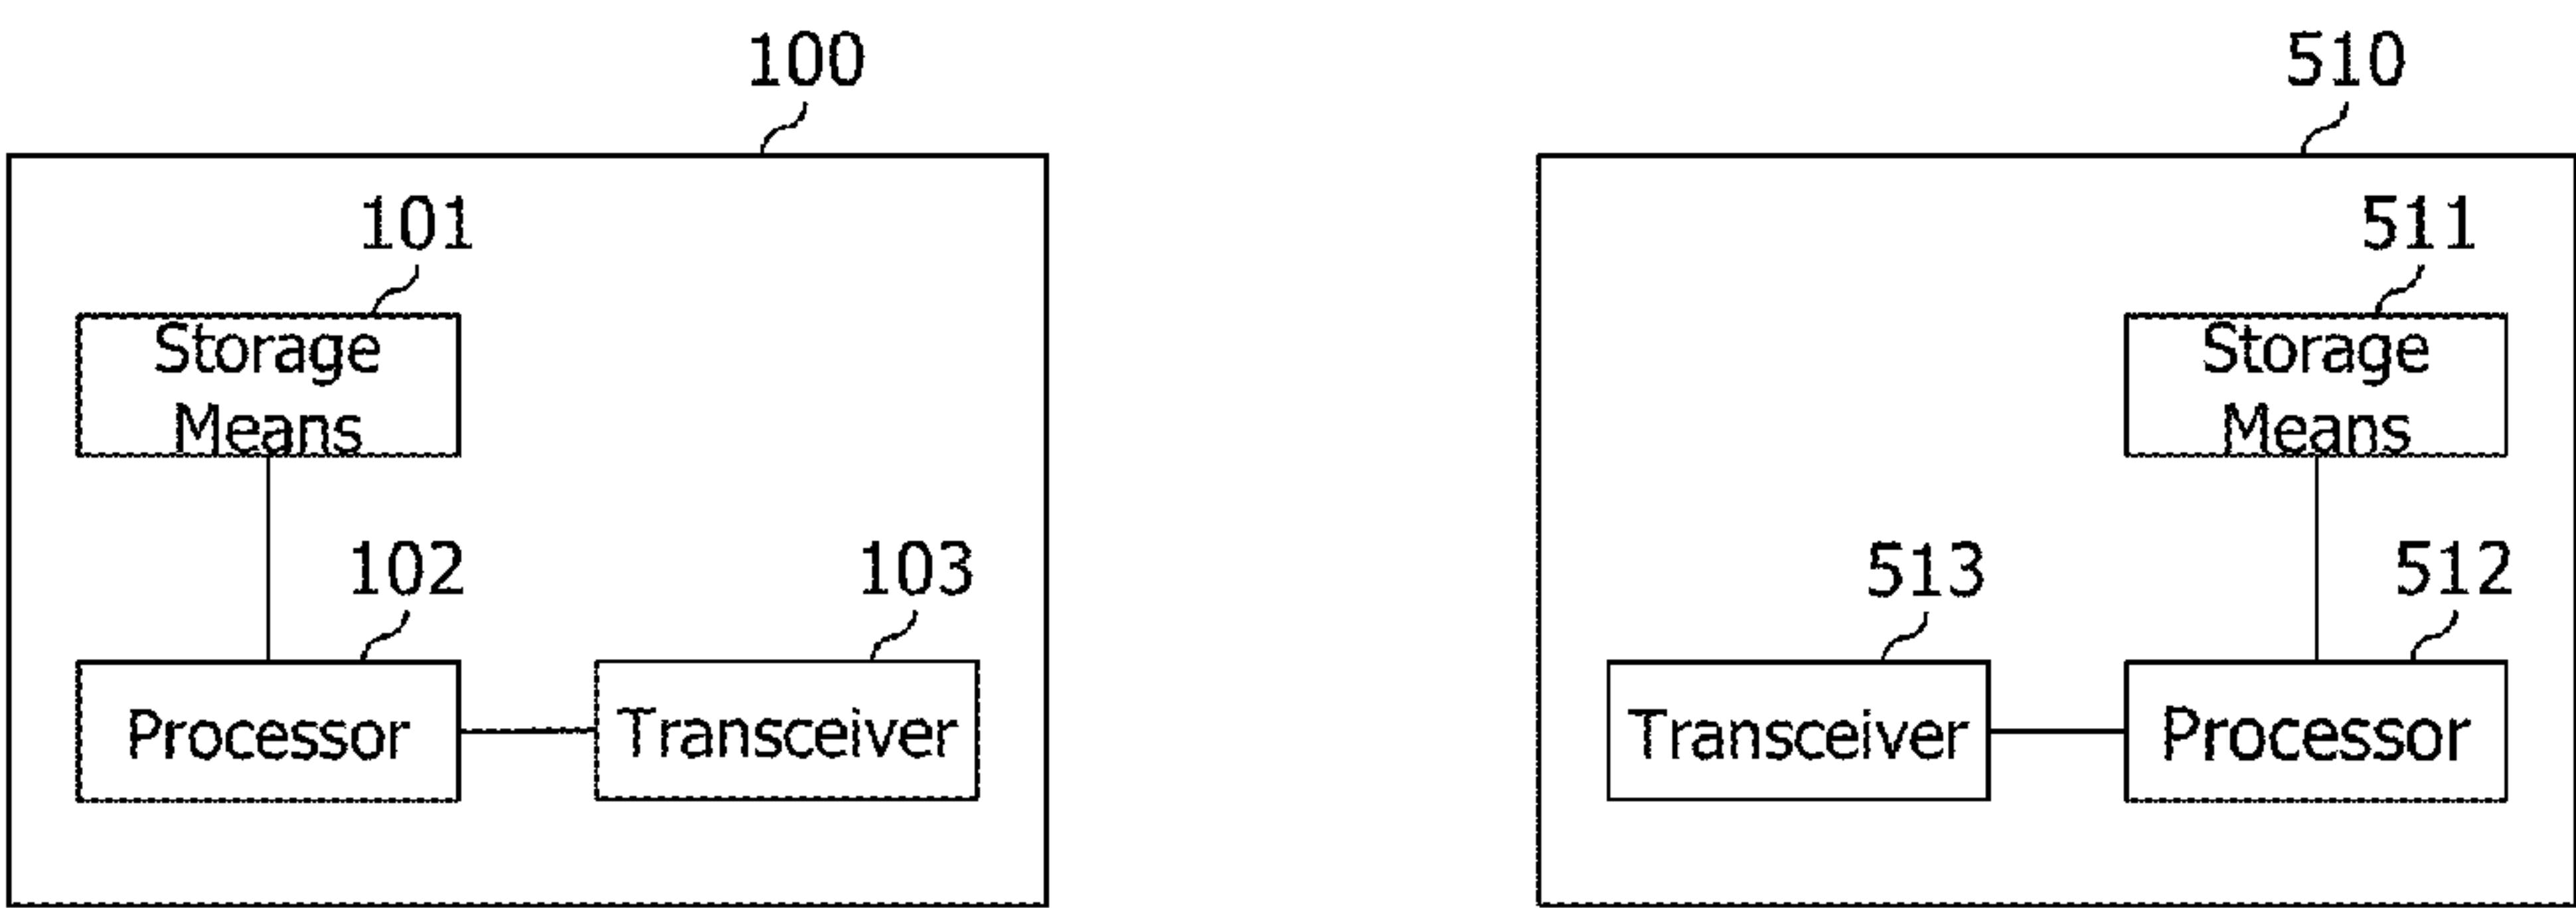 100
510
101
511
Storage
Means
Storage
Means
102
103
513
512
Processor
Transceiver
Transceiver
Processor